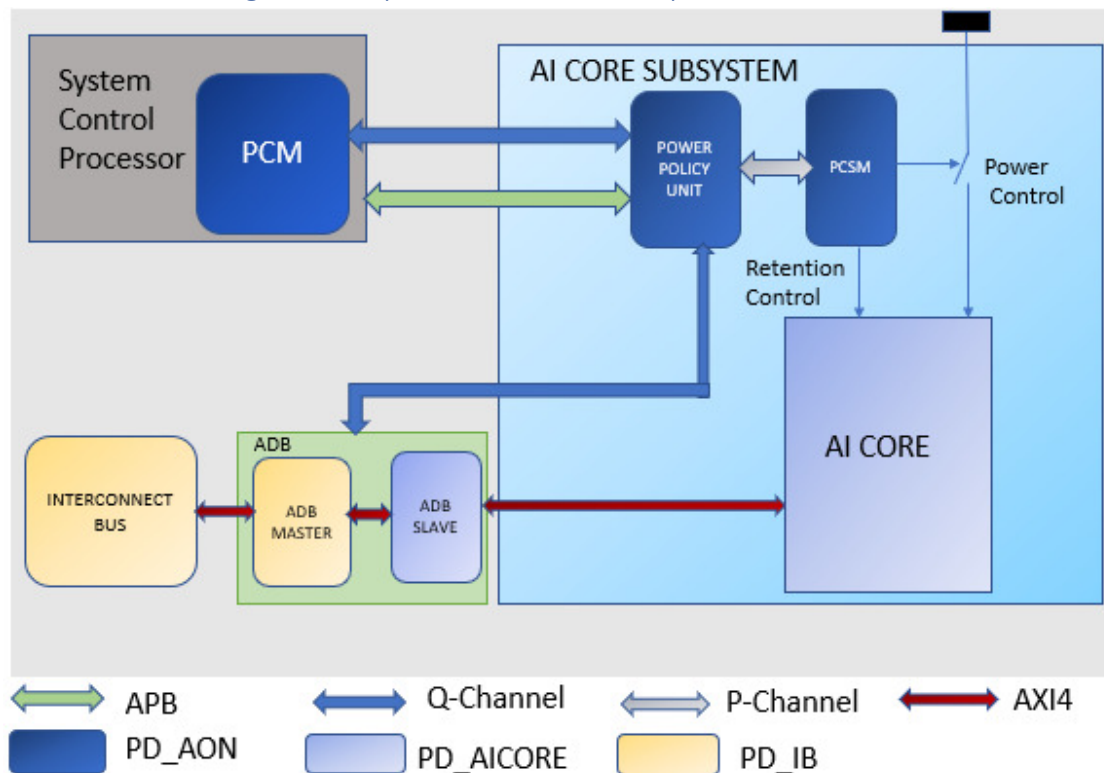 System
Control
Processor
PCM
AI CORE SUBSYSTEM
POWER
POLICY
UNIT
PCSM
Power
Control
Retention
Control
AI CORE
ADB
INTERCONNECT
BUS
ADB
MASTER
ADB
SLAVE
APB
Q-Channel
P-Channel
AXI4
PD_AON
PD_AICORE
PD_IB